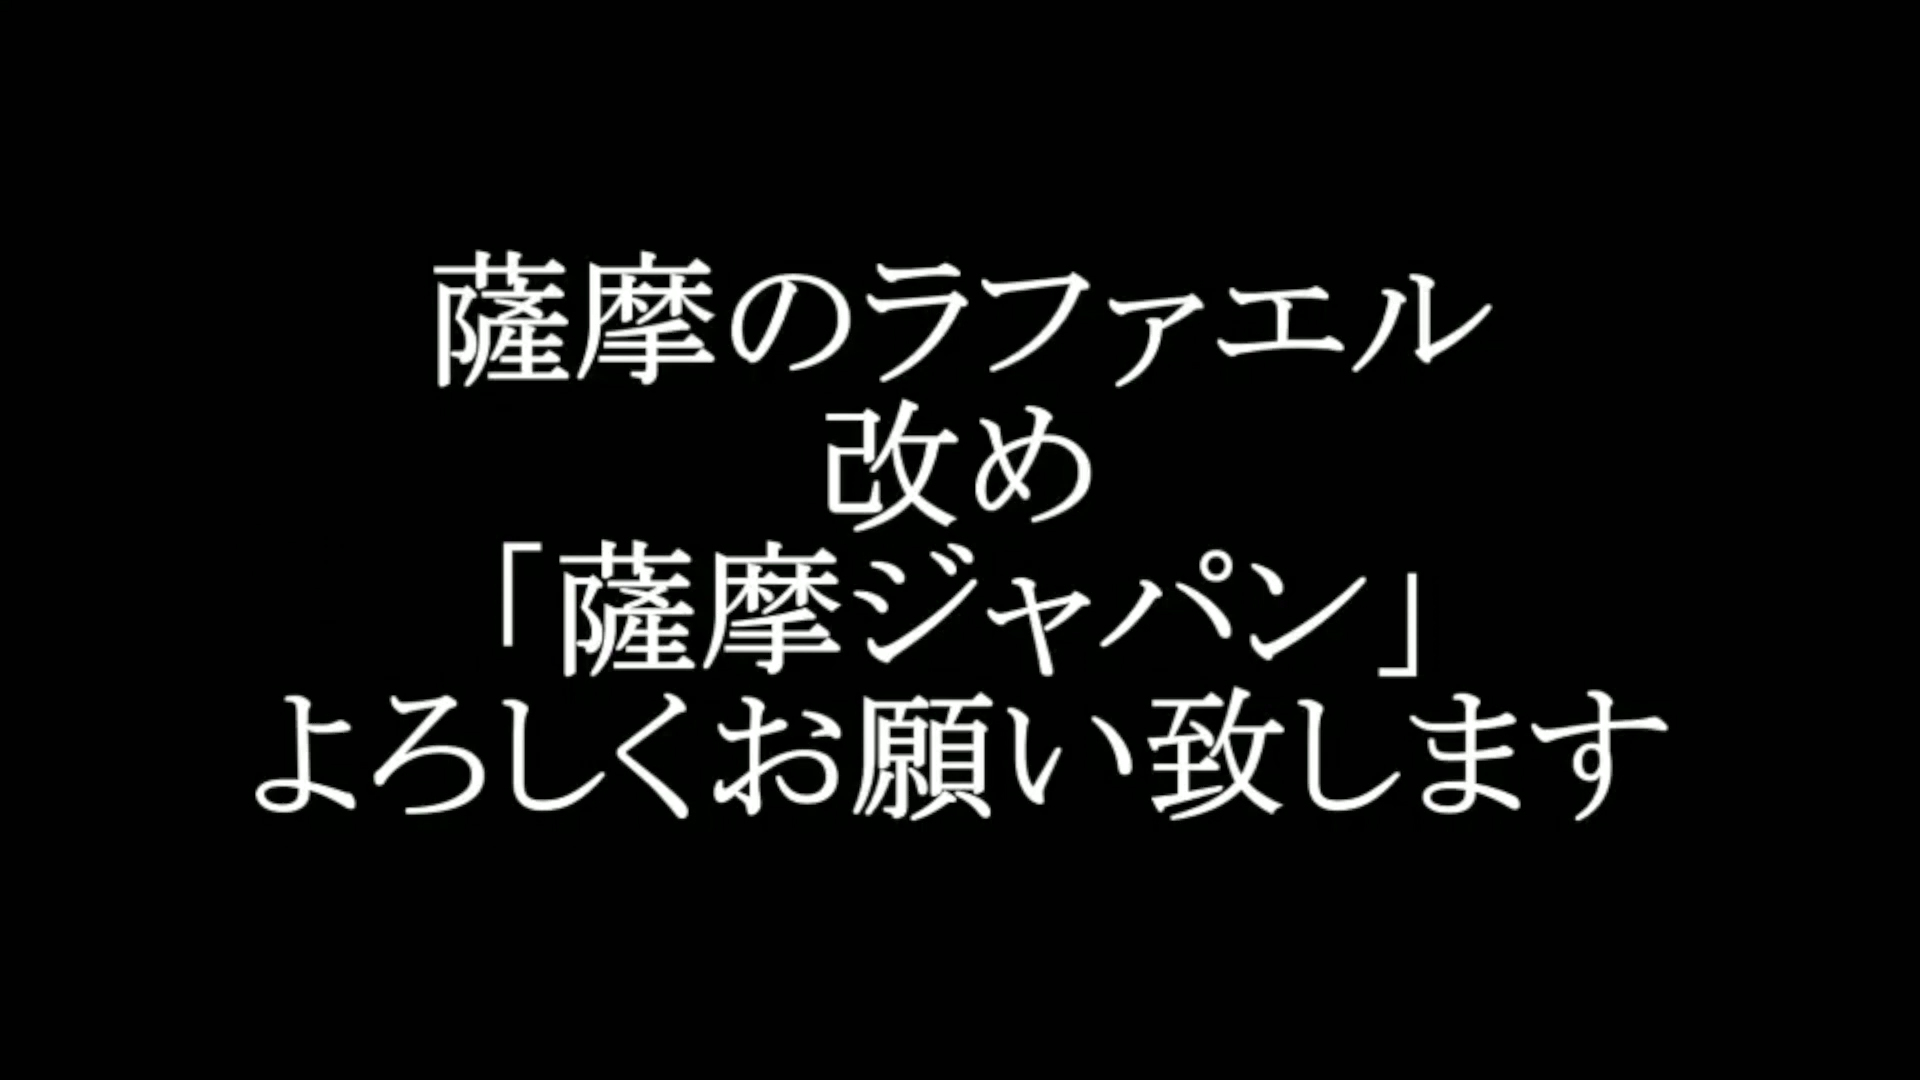 薩摩のラファエル
改め
「薩摩ジャパン」
よろしくお願い致します